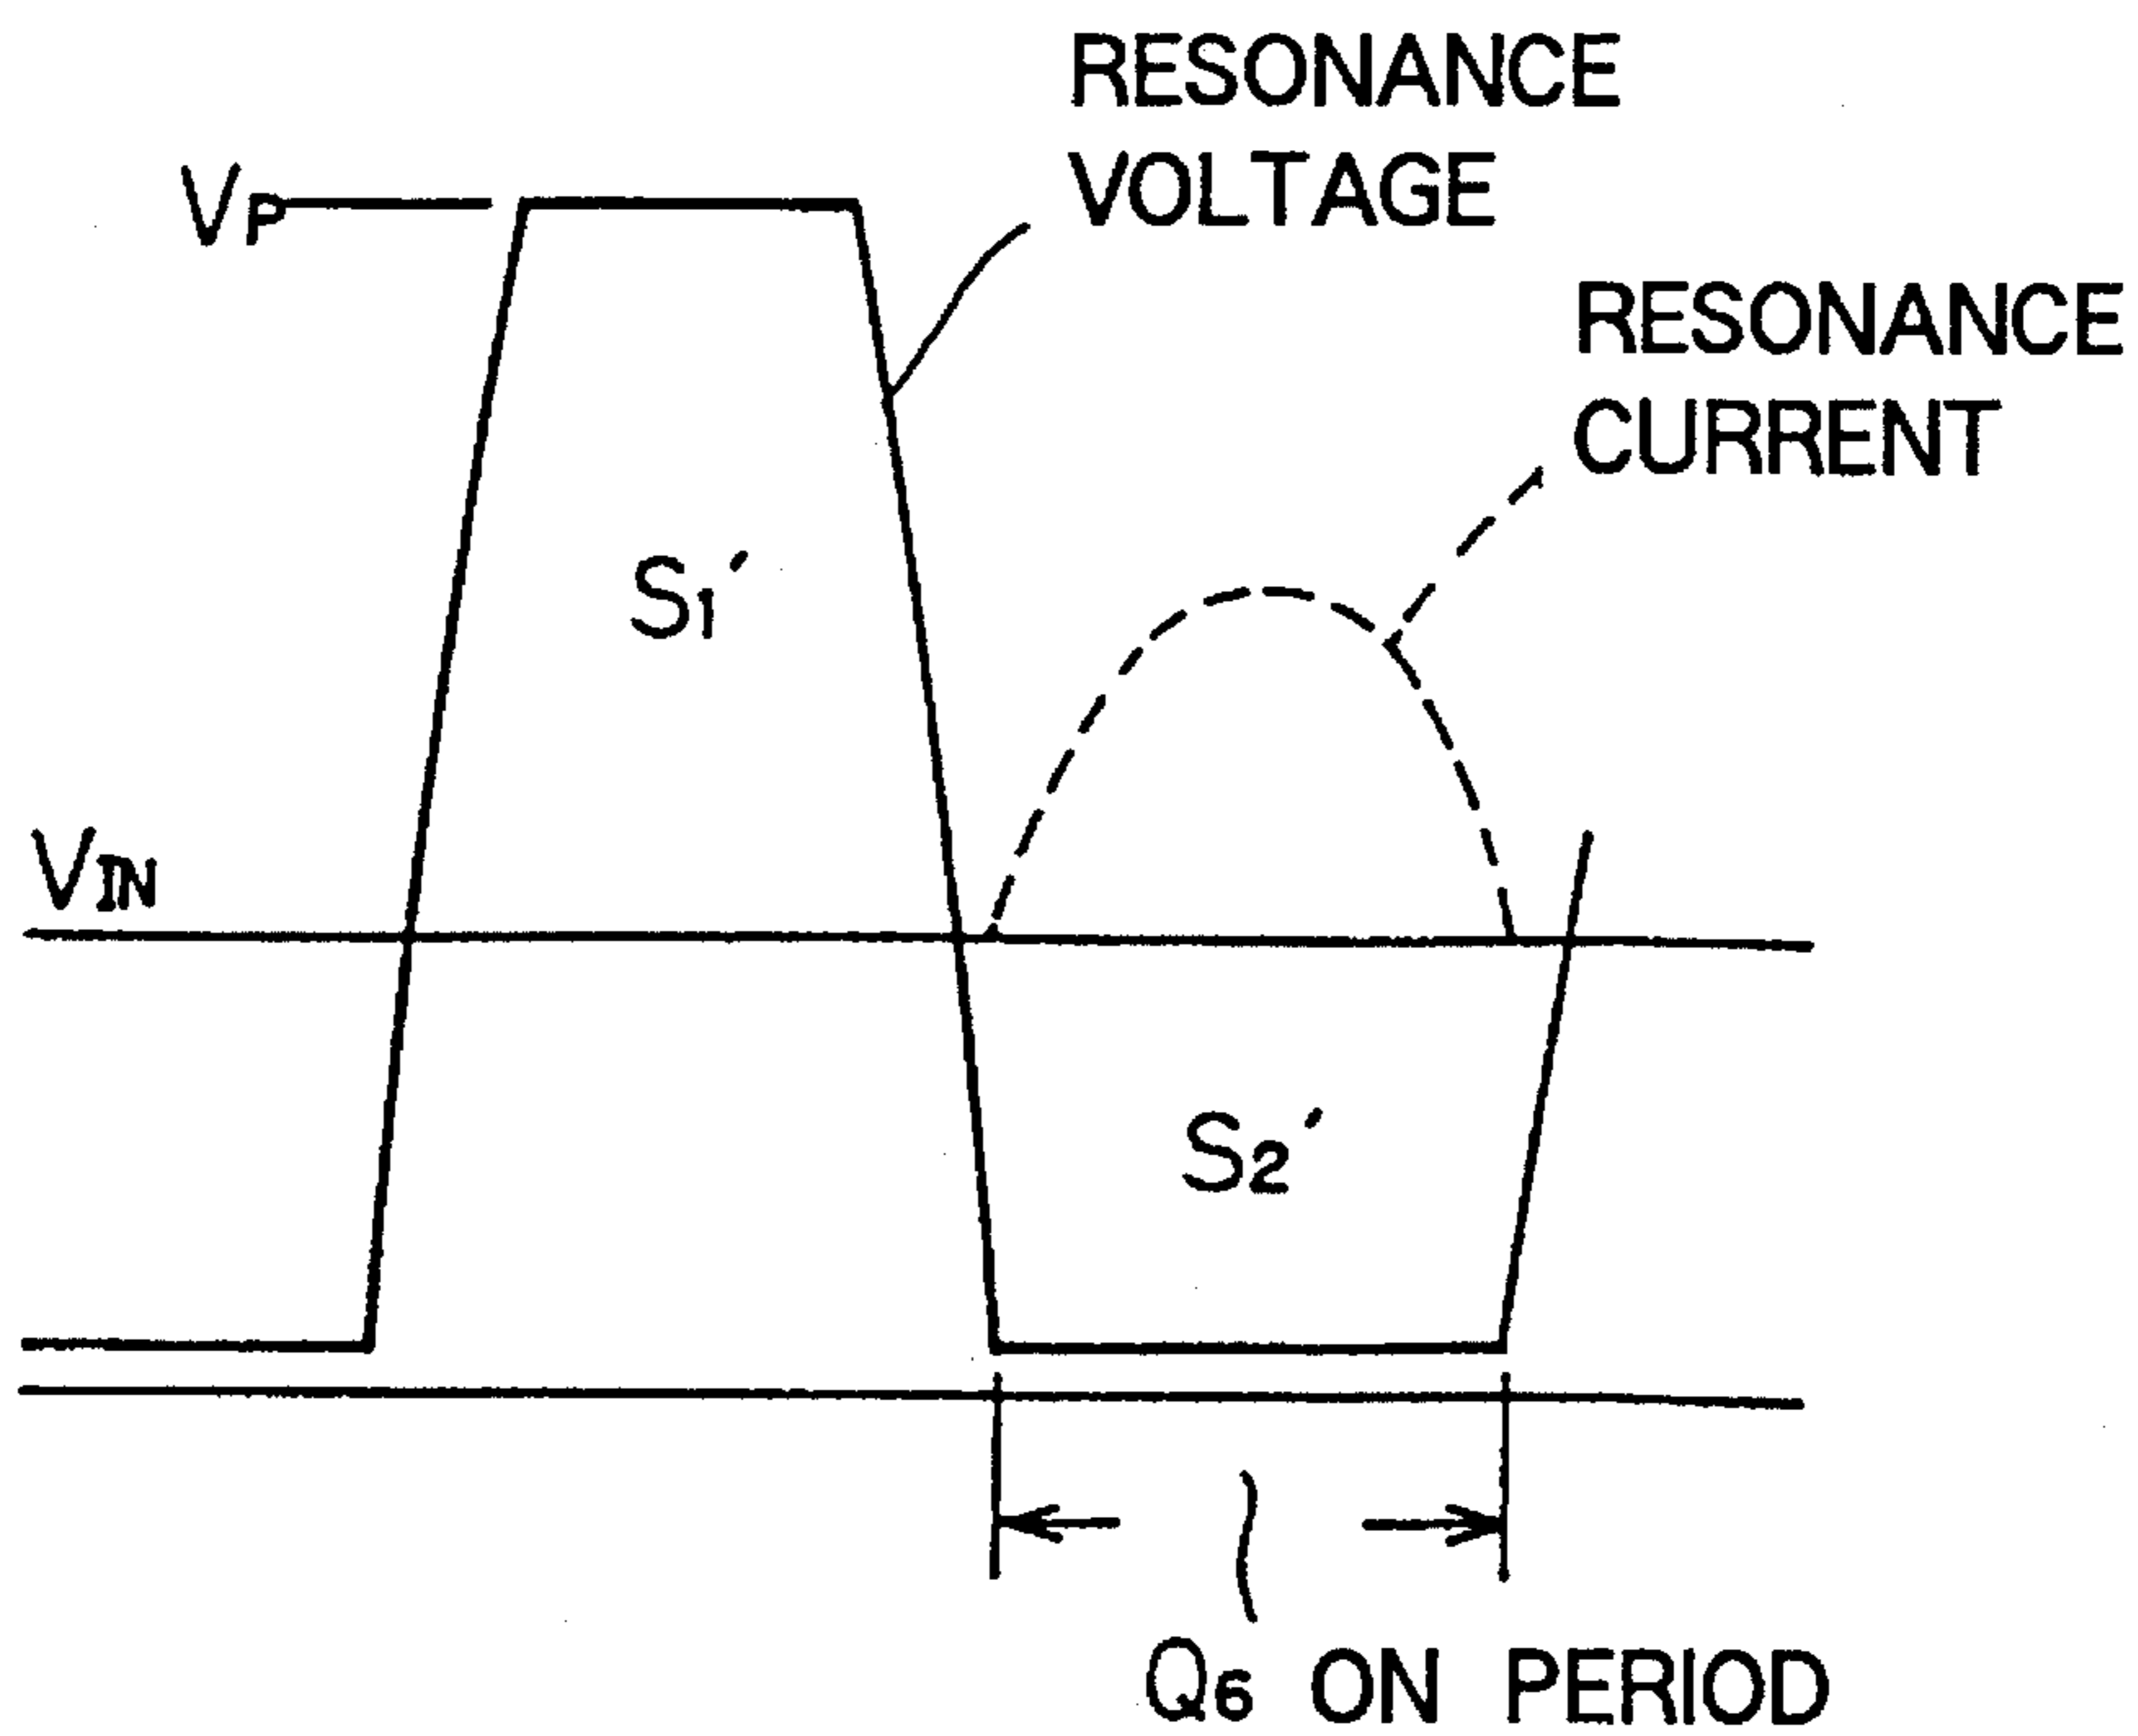 RESONANCE
VOLTAGE
VP
RESONANCE
CURRENT
S1′
VIN
S2′
Q6 ON PERIOD